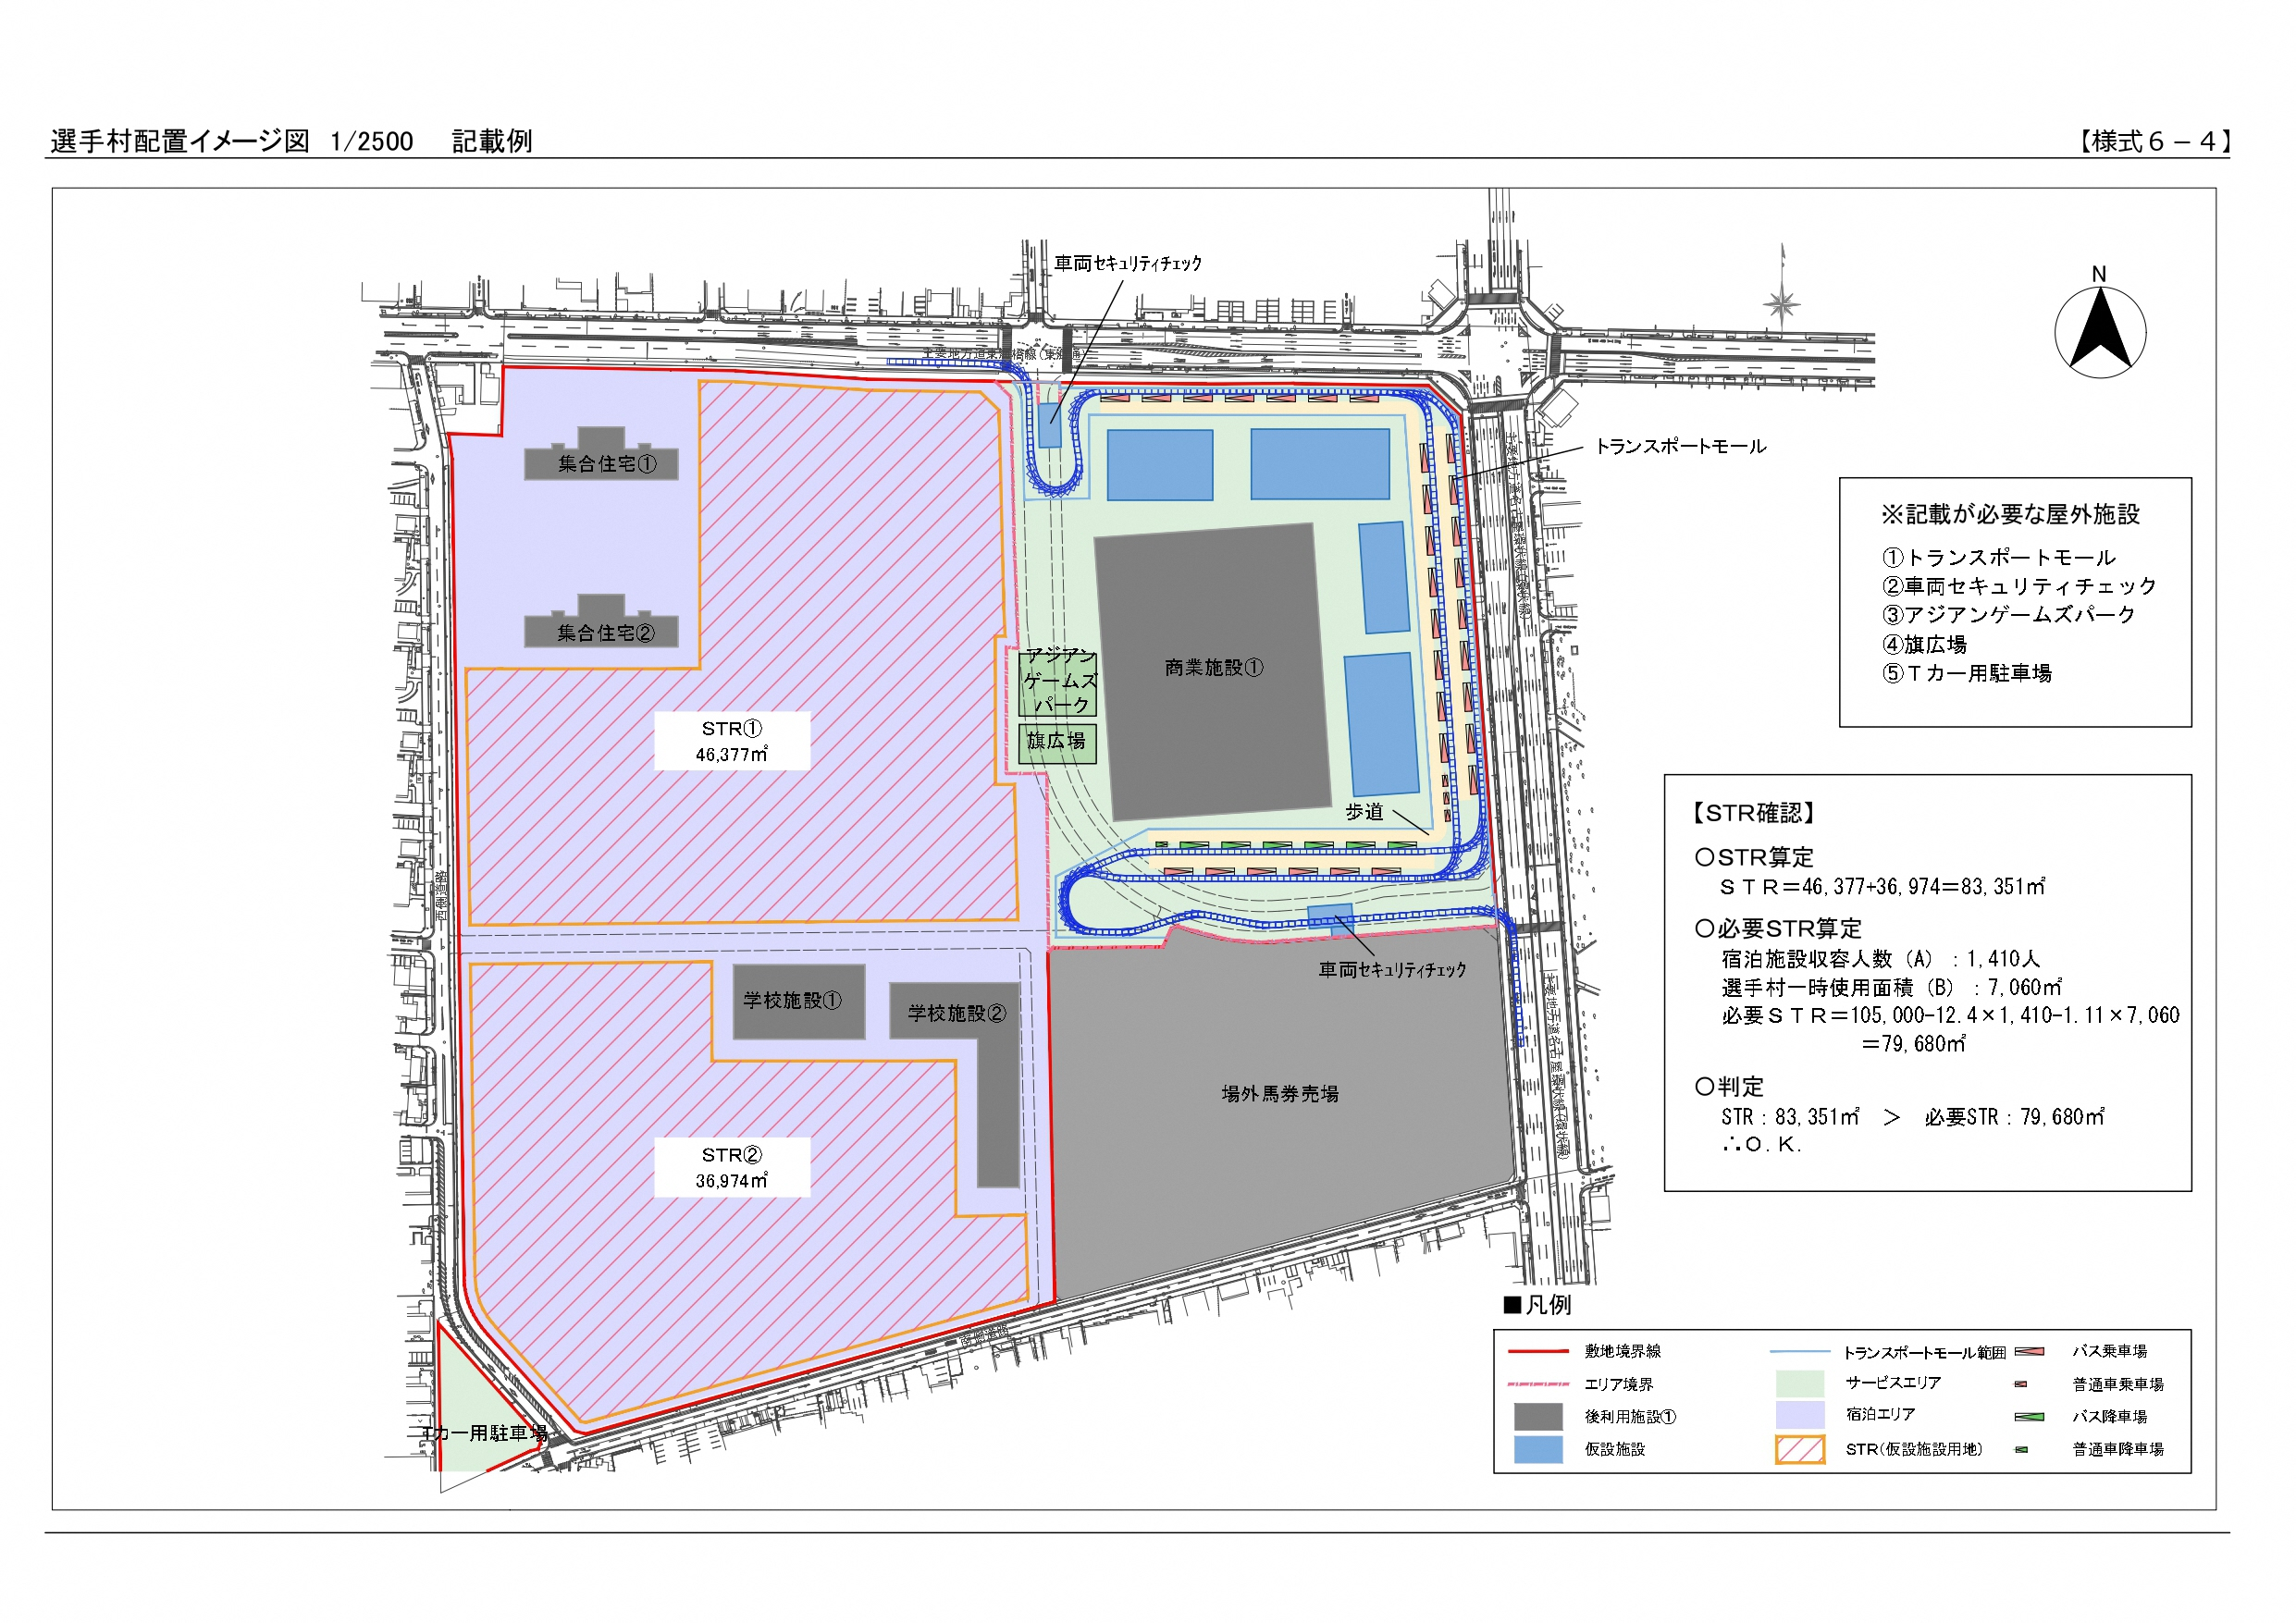 選手村配置イメージ図 1/2500 記載例
【様式６－４】
車両セキュリティチェック
N
トランスポートモール
集合住宅①
集合住宅②
商業施設①
アジアン
ゲームズ
パーク
旗広場
STR①
46,377㎡
歩道
西側道路
車両セキュリティチェック
学校施設①
学校施設②
場外馬券売場
STR②
36,974㎡
南側道路
Tカー用駐車場
※記載が必要な屋外施設
①トランスポートモール
②車両セキュリティチェック
③アジアンゲームズパーク
④旗広場
⑤Ｔカー用駐車場
【STR確認】
〇STR算定
ＳＴＲ＝46,377+36,974＝83,351㎡
〇必要STR算定
宿泊施設収容人数（A）：1,410人
選手村一時使用面積（B）：7,060㎡
必要ＳＴＲ＝105,000-12.4×1,410-1.11×7,060
＝79,680㎡
〇判定
STR：83,351㎡ ＞ 必要STR：79,680㎡
∴Ｏ.Ｋ.
■凡例
敷地境界線
エリア境界
後利用施設①
仮設施設
トランスポートモール範囲
サービスエリア
宿泊エリア
STR(仮設施設用地)
バス乗車場
普通車乗車場
バス降車場
普通車降車場